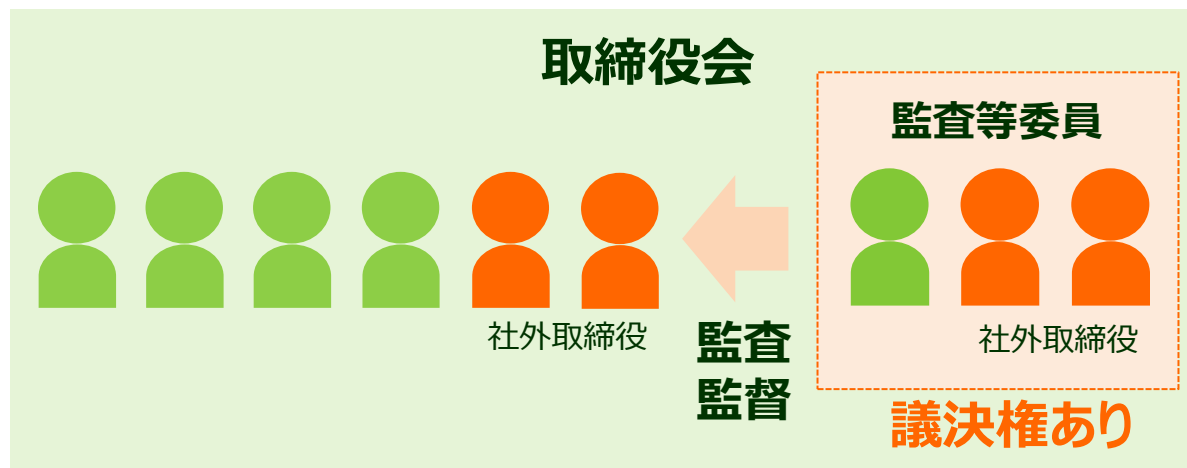 取締役会
監査等委員
社外取締役
監査
監督
社外取締役
議決権あり